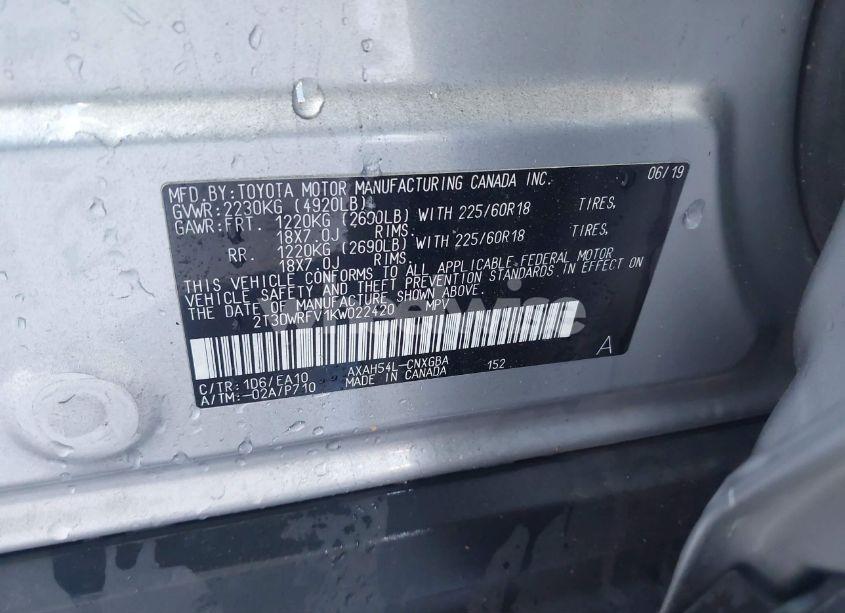 MFD.BY:TOYOTA MOTOR MANUFACTURING CANADA INC. 06/19
GVWR:2230KG (4920LB)
GAWR:FRT. 1220KG (2690LB) WITH 225/60R18 TIRES,
18X7.0J RIMS.
RR. 1220KG (2690LB) WITH 225/60R18 TIRES,
18X7.0J RIMS.
THIS VEHICLE CONFORMS TO ALL APPLICABLE FEDERAL MOTOR
VEHICLE SAFETY AND THEFT PREVENTION STANDARDS IN EFFECT ON
THE DATE OF MANUFACTURE SHOWN ABOVE.
2T3DWRFV1KW022420 MPV
C/TR:1D6/EA10 AXAH54L-CNXGBA 152 A
A/TM:-02A/P710 MADE IN CANADA